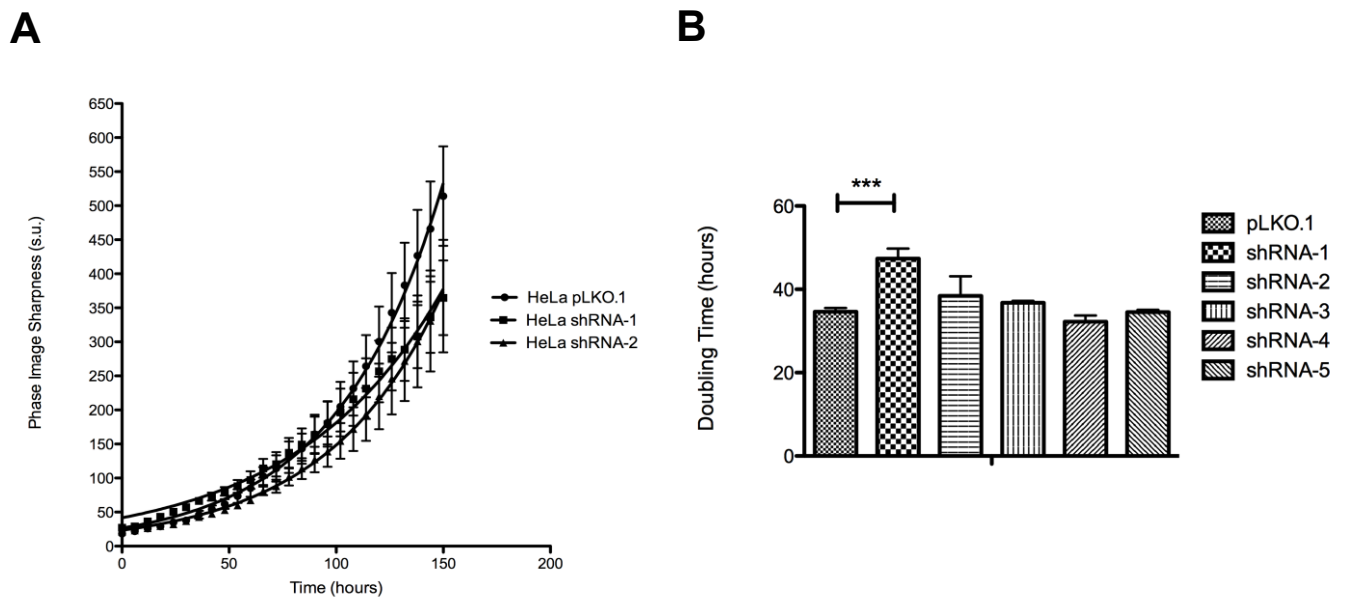 A
B
650
600
550
500
450
400
350
300
250
200
150
100
50
0
Phase Image Sharpness (s.u.)
0
50
100
150
200
Time (hours)
HeLa pLKO.1
HeLa shRNA-1
HeLa shRNA-2
***
60
40
20
0
Doubling Time (hours)
pLKO.1
shRNA-1
shRNA-2
shRNA-3
shRNA-4
shRNA-5